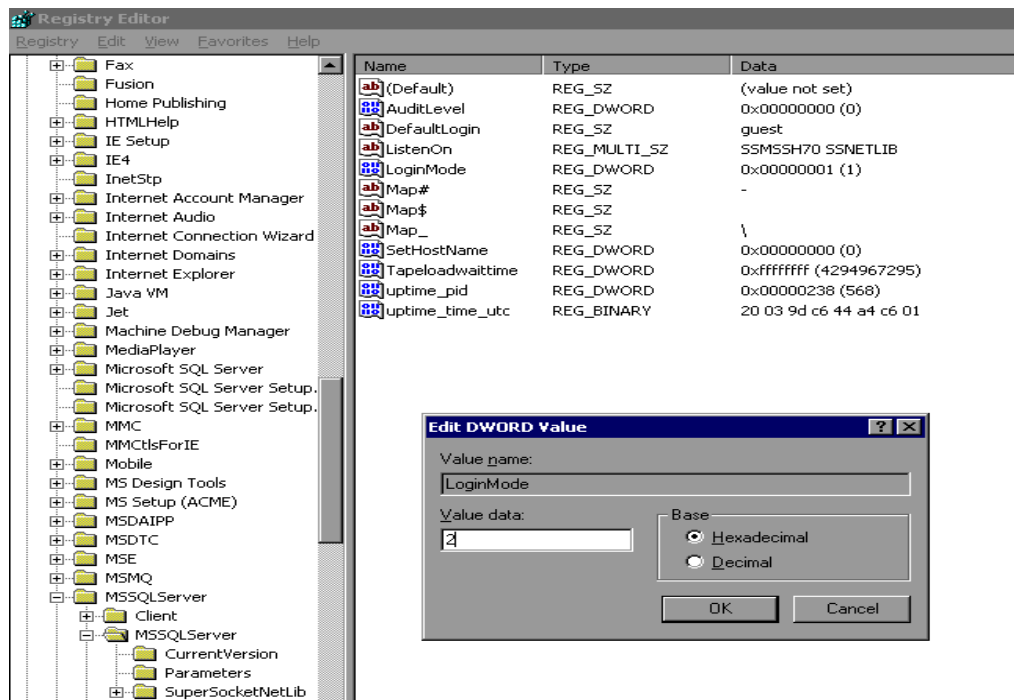 Registry Editor
Registry Edit View Favorites Help
Fax
Fusion
Home Publishing
HTMLHelp
IE Setup
IE4
InetStp
Internet Account Manager
Internet Audio
Internet Connection Wizard
Internet Domains
Internet Explorer
Java VM
Jet
Machine Debug Manager
MediaPlayer
Microsoft SQL Server
Microsoft SQL Server Setup.
Microsoft SQL Server Setup.
MMC
MMCtlsForIE
Mobile
MS Design Tools
MS Setup (ACME)
MSDAIPP
MSDTC
MSE
MSMQ
MSSQLServer
Client
MSSQLServer
CurrentVersion
Parameters
SuperSocketNetLib
Name Type Data
(Default) REG_SZ (value not set)
AuditLevel REG_DWORD 0x00000000 (0)
DefaultLogin REG_SZ guest
ListenOn REG_MULTI_SZ SSMSSH70 SSNETLIB
LoginMode REG_DWORD 0x00000001 (1)
Map# REG_SZ -
Map$ REG_SZ
Map_ REG_SZ \
SetHostName REG_DWORD 0x00000000 (0)
Tapeloadwaittime REG_DWORD 0xffffffff (4294967295)
uptime_pid REG_DWORD 0x00000238 (568)
uptime_time_utc REG_BINARY 20 03 9d c6 44 a4 c6 01
Edit DWORD Value
Value name:
LoginMode
Value data:
2
Base
Hexadecimal
Decimal
OK Cancel